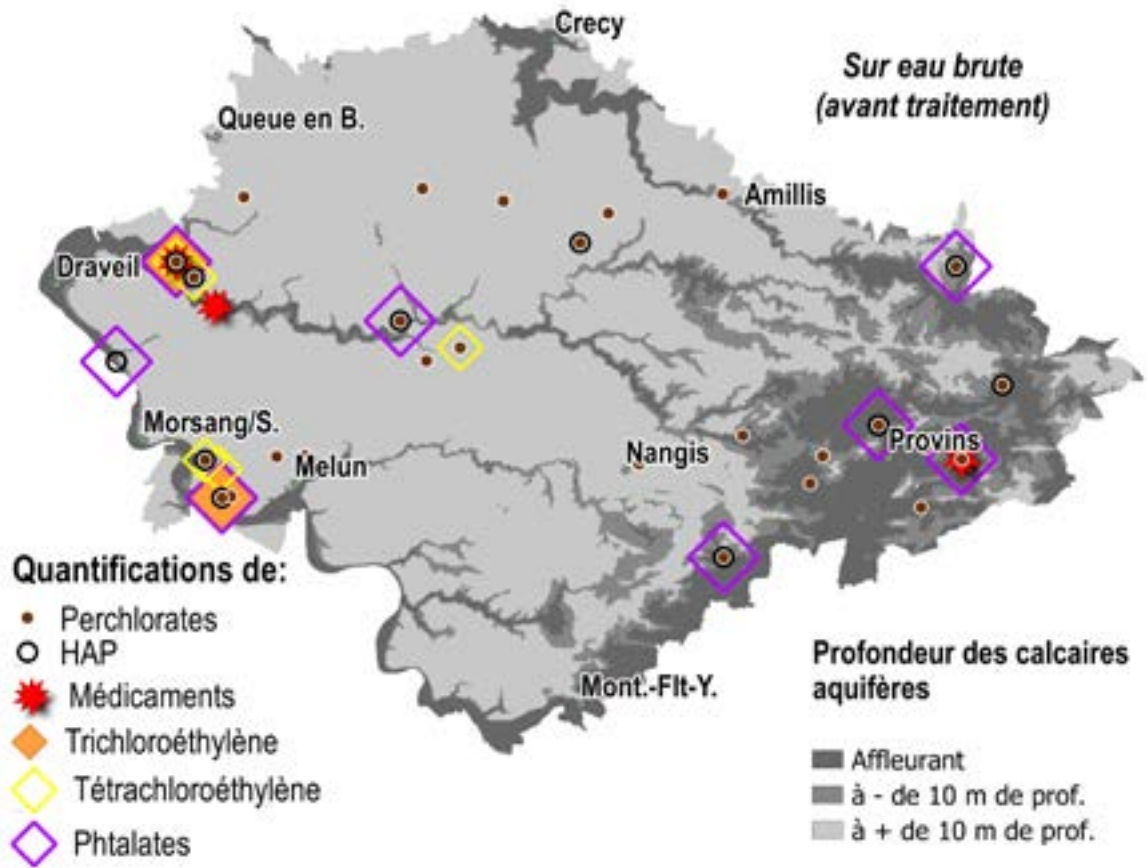 Crecy
Sur eau brute
(avant traitement)
Queue en B.
Amillis
Draveil
Morsang/S.
Melun
Nangis
Provins
Mont.-Flt-Y.
Quantifications de:
Perchlorates
HAP
Médicaments
Trichloroéthylène
Tétrachloroéthylène
Phtalates
Profondeur des calcaires
aquifères
Affleurant
à - de 10 m de prof.
à + de 10 m de prof.